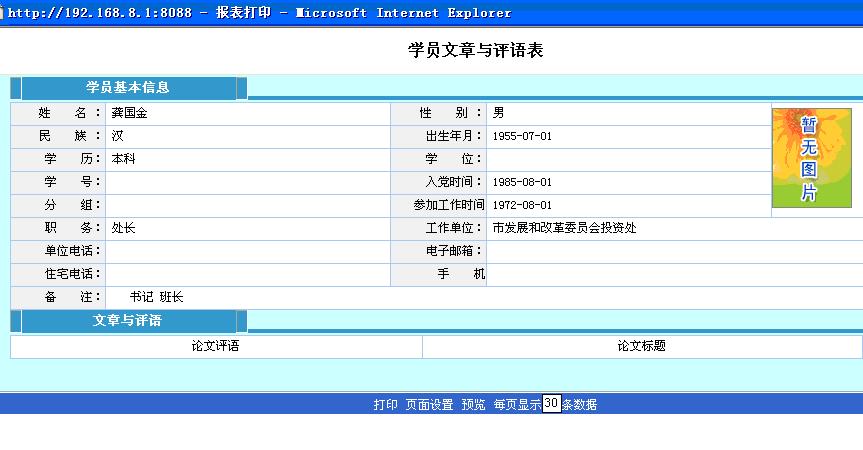 http://192.168.8.1:8088 - 报表打印 - Microsoft Internet Explorer
学员文章与评语表
学员基本信息
姓 名： 龚国金 性 别： 男
民 族： 汉 出生年月： 1955-07-01
学 历： 本科 学 位：
学 号： 入党时间： 1985-08-01
分 组： 参加工作时间 1972-08-01
职 务： 处长 工作单位： 市发展和改革委员会投资处
单位电话： 电子邮箱：
住宅电话： 手 机
备 注： 书记 班长
暂无图片
文章与评语
论文评语 论文标题
打印 页面设置 预览 每页显示30条数据